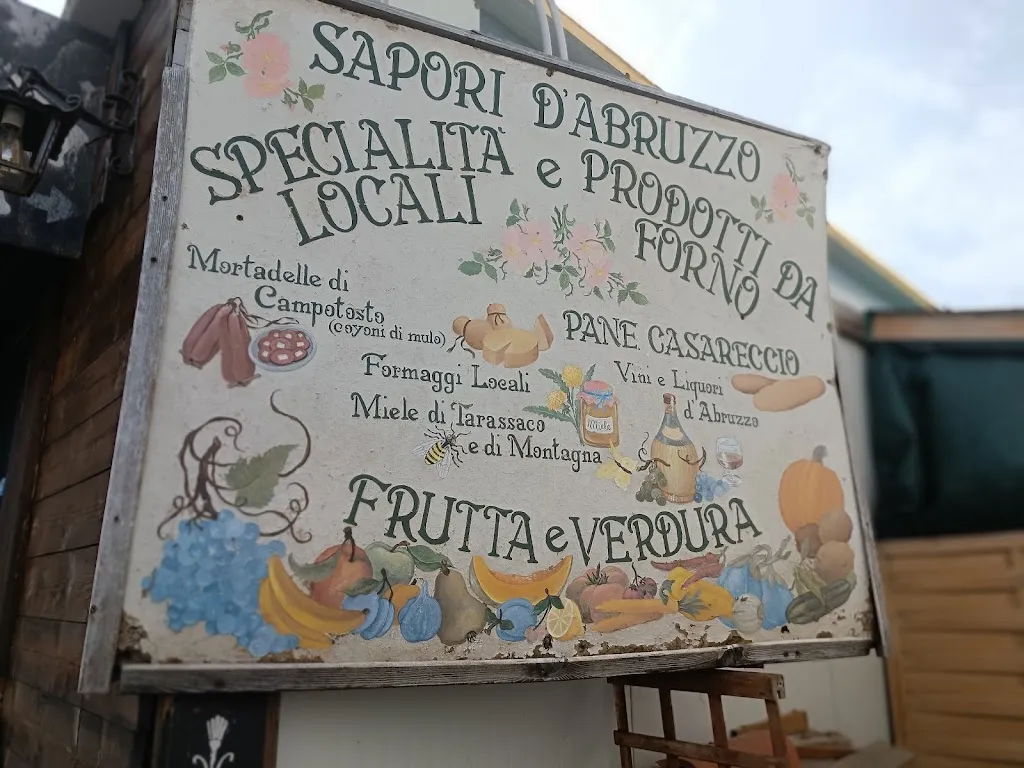 SAPORI D'ABRUZZO
SPECIALITÀ
LOCALI
e PRODOTTI DA
FORNO
Mortadelle di
Campotosto
(coyoni di mulo)
Formaggi Locali
Miele di Tarassaco
e di Montagna
Miele
PANE CASARECCIO
Vini e Liquori
d'Abruzzo
FRUTTA e VERDURA